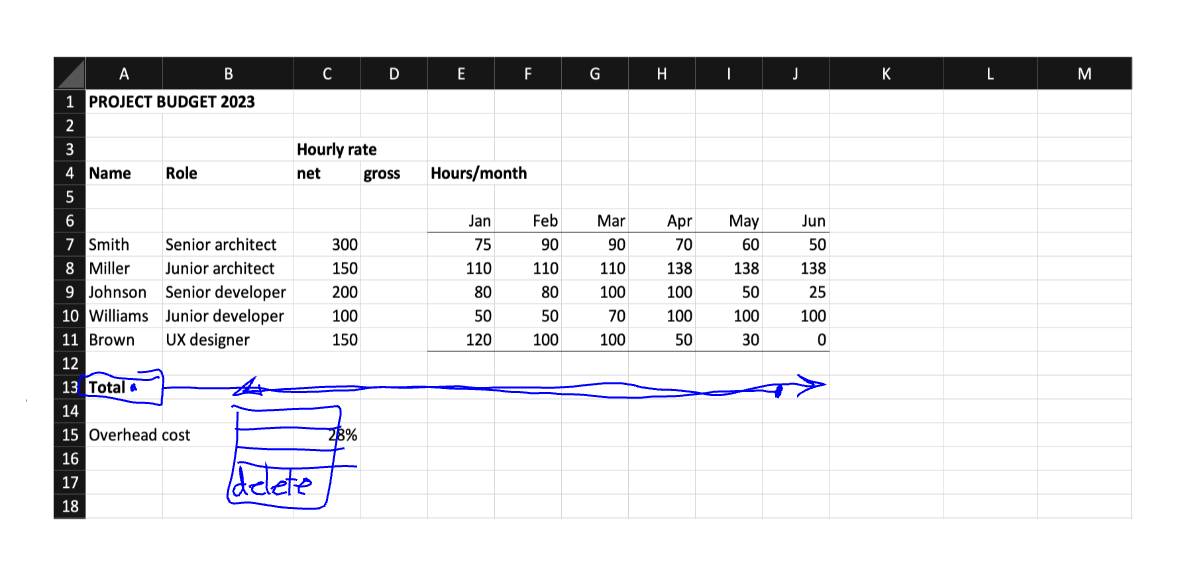 A B C D E F G H I J K L M
1 PROJECT BUDGET 2023
2
3 Hourly rate
4 Name Role net gross Hours/month
5
6 Jan Feb Mar Apr May Jun
7 Smith Senior architect 300 75 90 90 70 60 50
8 Miller Junior architect 150 110 110 110 138 138 138
9 Johnson Senior developer 200 80 80 100 100 50 25
10 Williams Junior developer 100 50 50 70 100 100 100
11 Brown UX designer 150 120 100 100 50 30 0
12
13 Total
14
15 Overhead cost 28%
16
17 delete
18